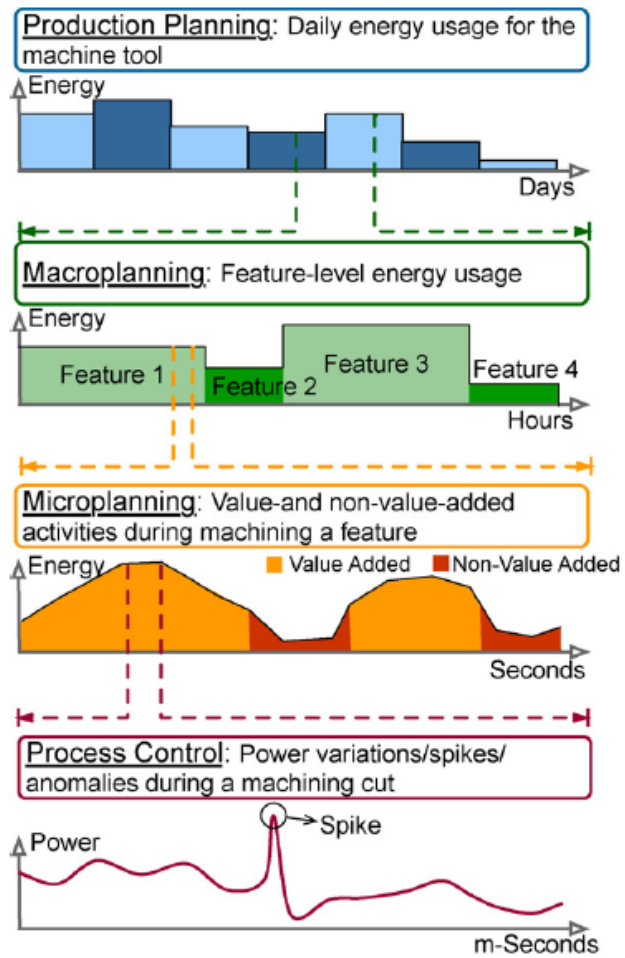 Production Planning: Daily energy usage for the
machine tool
Energy
Days
Macroplanning: Feature-level energy usage
Energy
Feature 1
Feature 2
Feature 3
Feature 4
Hours
Microplanning: Value-and non-value-added
activities during machining a feature
Energy
Value Added
Non-Value Added
Seconds
Process Control: Power variations/spikes/
anomalies during a machining cut
Spike
Power
m-Seconds